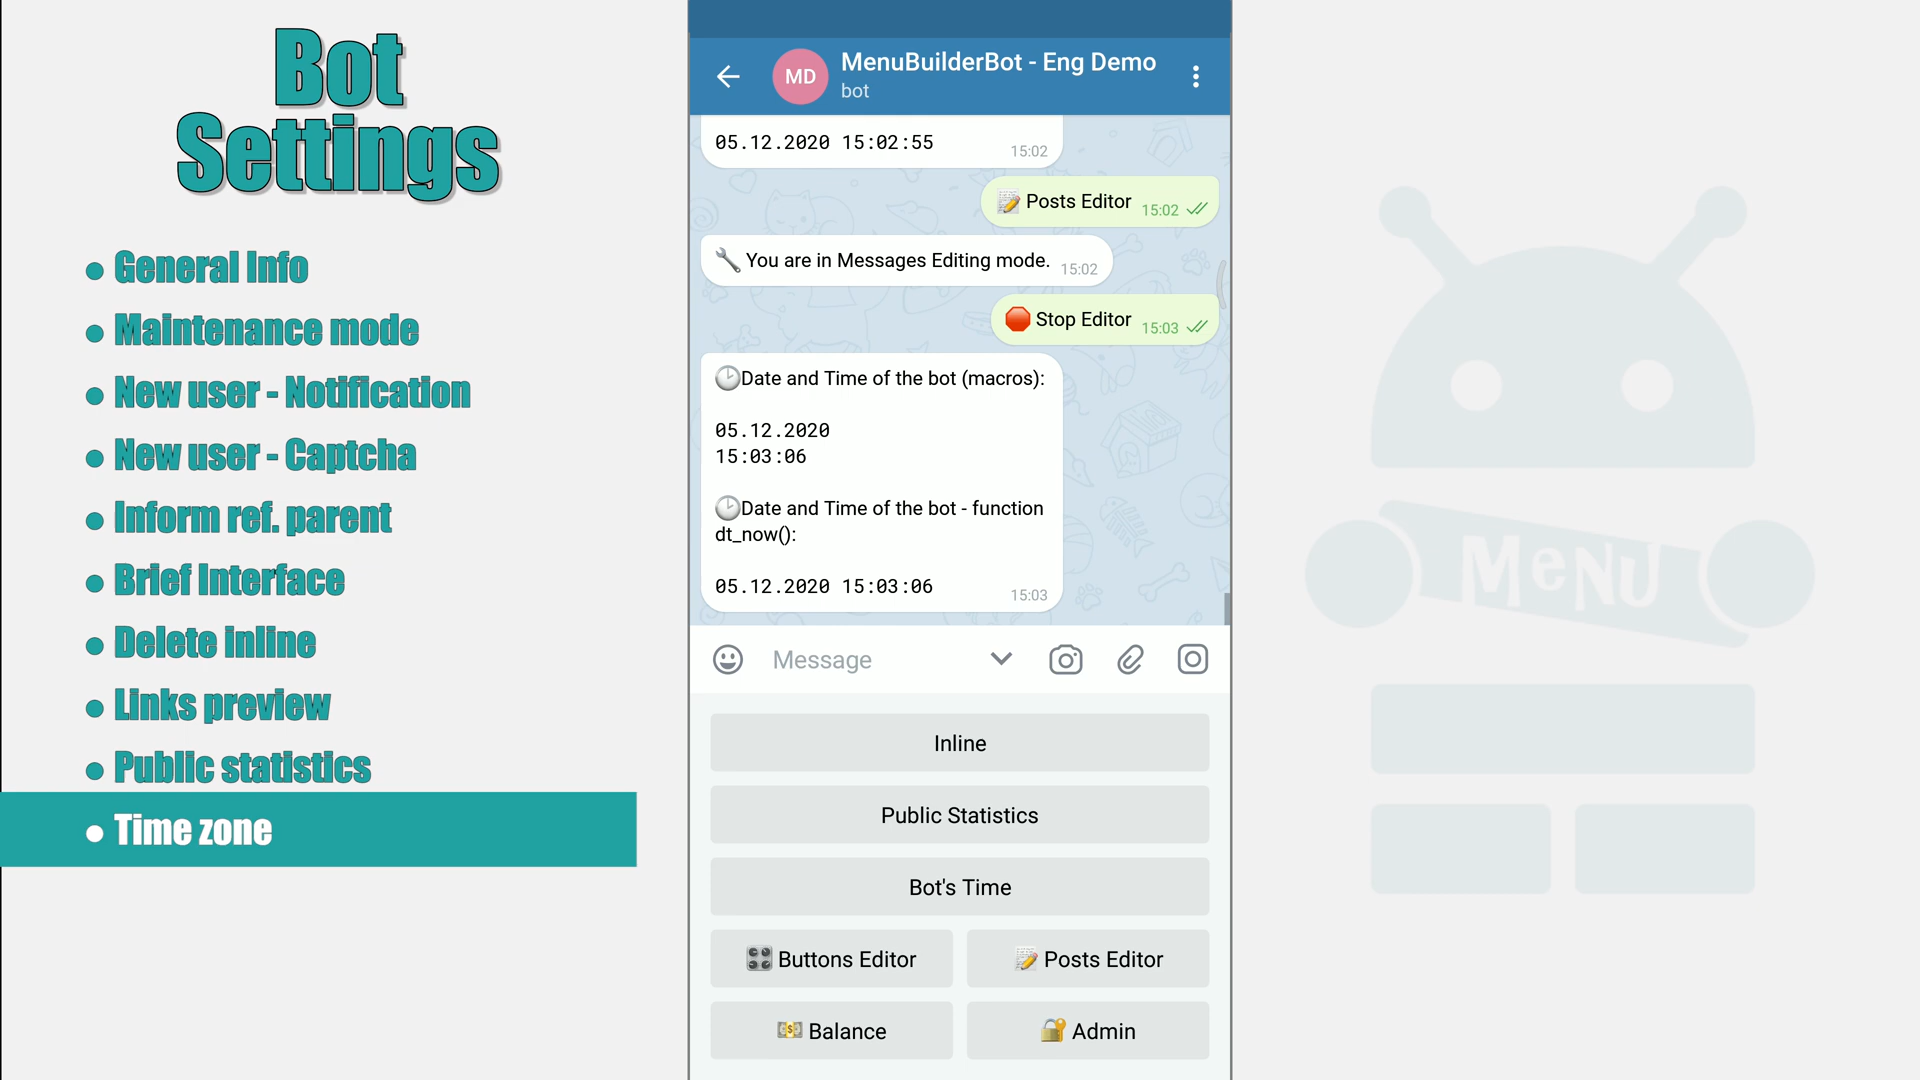 Bot
Settings
● General Info
● Maintenance mode
● New user - Notification
● New user - Captcha
● Inform ref. parent
● Brief Interface
● Delete inline
● Links preview
● Public statistics
● Time zone
MD
MenuBuilderBot - Eng Demo
bot
05.12.2020 15:02:55
15:02
📝 Posts Editor 15:02
🔧 You are in Messages Editing mode. 15:02
🛑 Stop Editor 15:03
🕑Date and Time of the bot (macros):
05.12.2020
15:03:06
🕑Date and Time of the bot - function
dt_now():
05.12.2020 15:03:06
15:03
Message
Inline
Public Statistics
Bot's Time
🎛 Buttons Editor
📝 Posts Editor
💵 Balance
🔐 Admin
MeNU